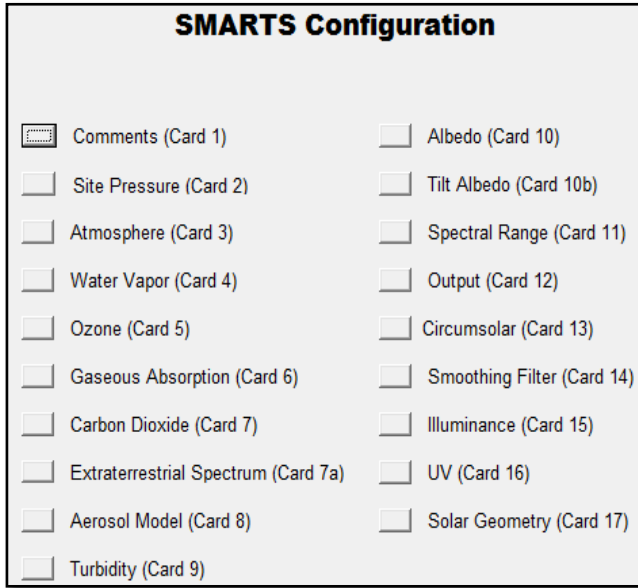 SMARTS Configuration
Comments (Card 1)
Site Pressure (Card 2)
Atmosphere (Card 3)
Water Vapor (Card 4)
Ozone (Card 5)
Gaseous Absorption (Card 6)
Carbon Dioxide (Card 7)
Extraterrestrial Spectrum (Card 7a)
Aerosol Model (Card 8)
Turbidity (Card 9)
Albedo (Card 10)
Tilt Albedo (Card 10b)
Spectral Range (Card 11)
Output (Card 12)
Circumsolar (Card 13)
Smoothing Filter (Card 14)
Illuminance (Card 15)
UV (Card 16)
Solar Geometry (Card 17)